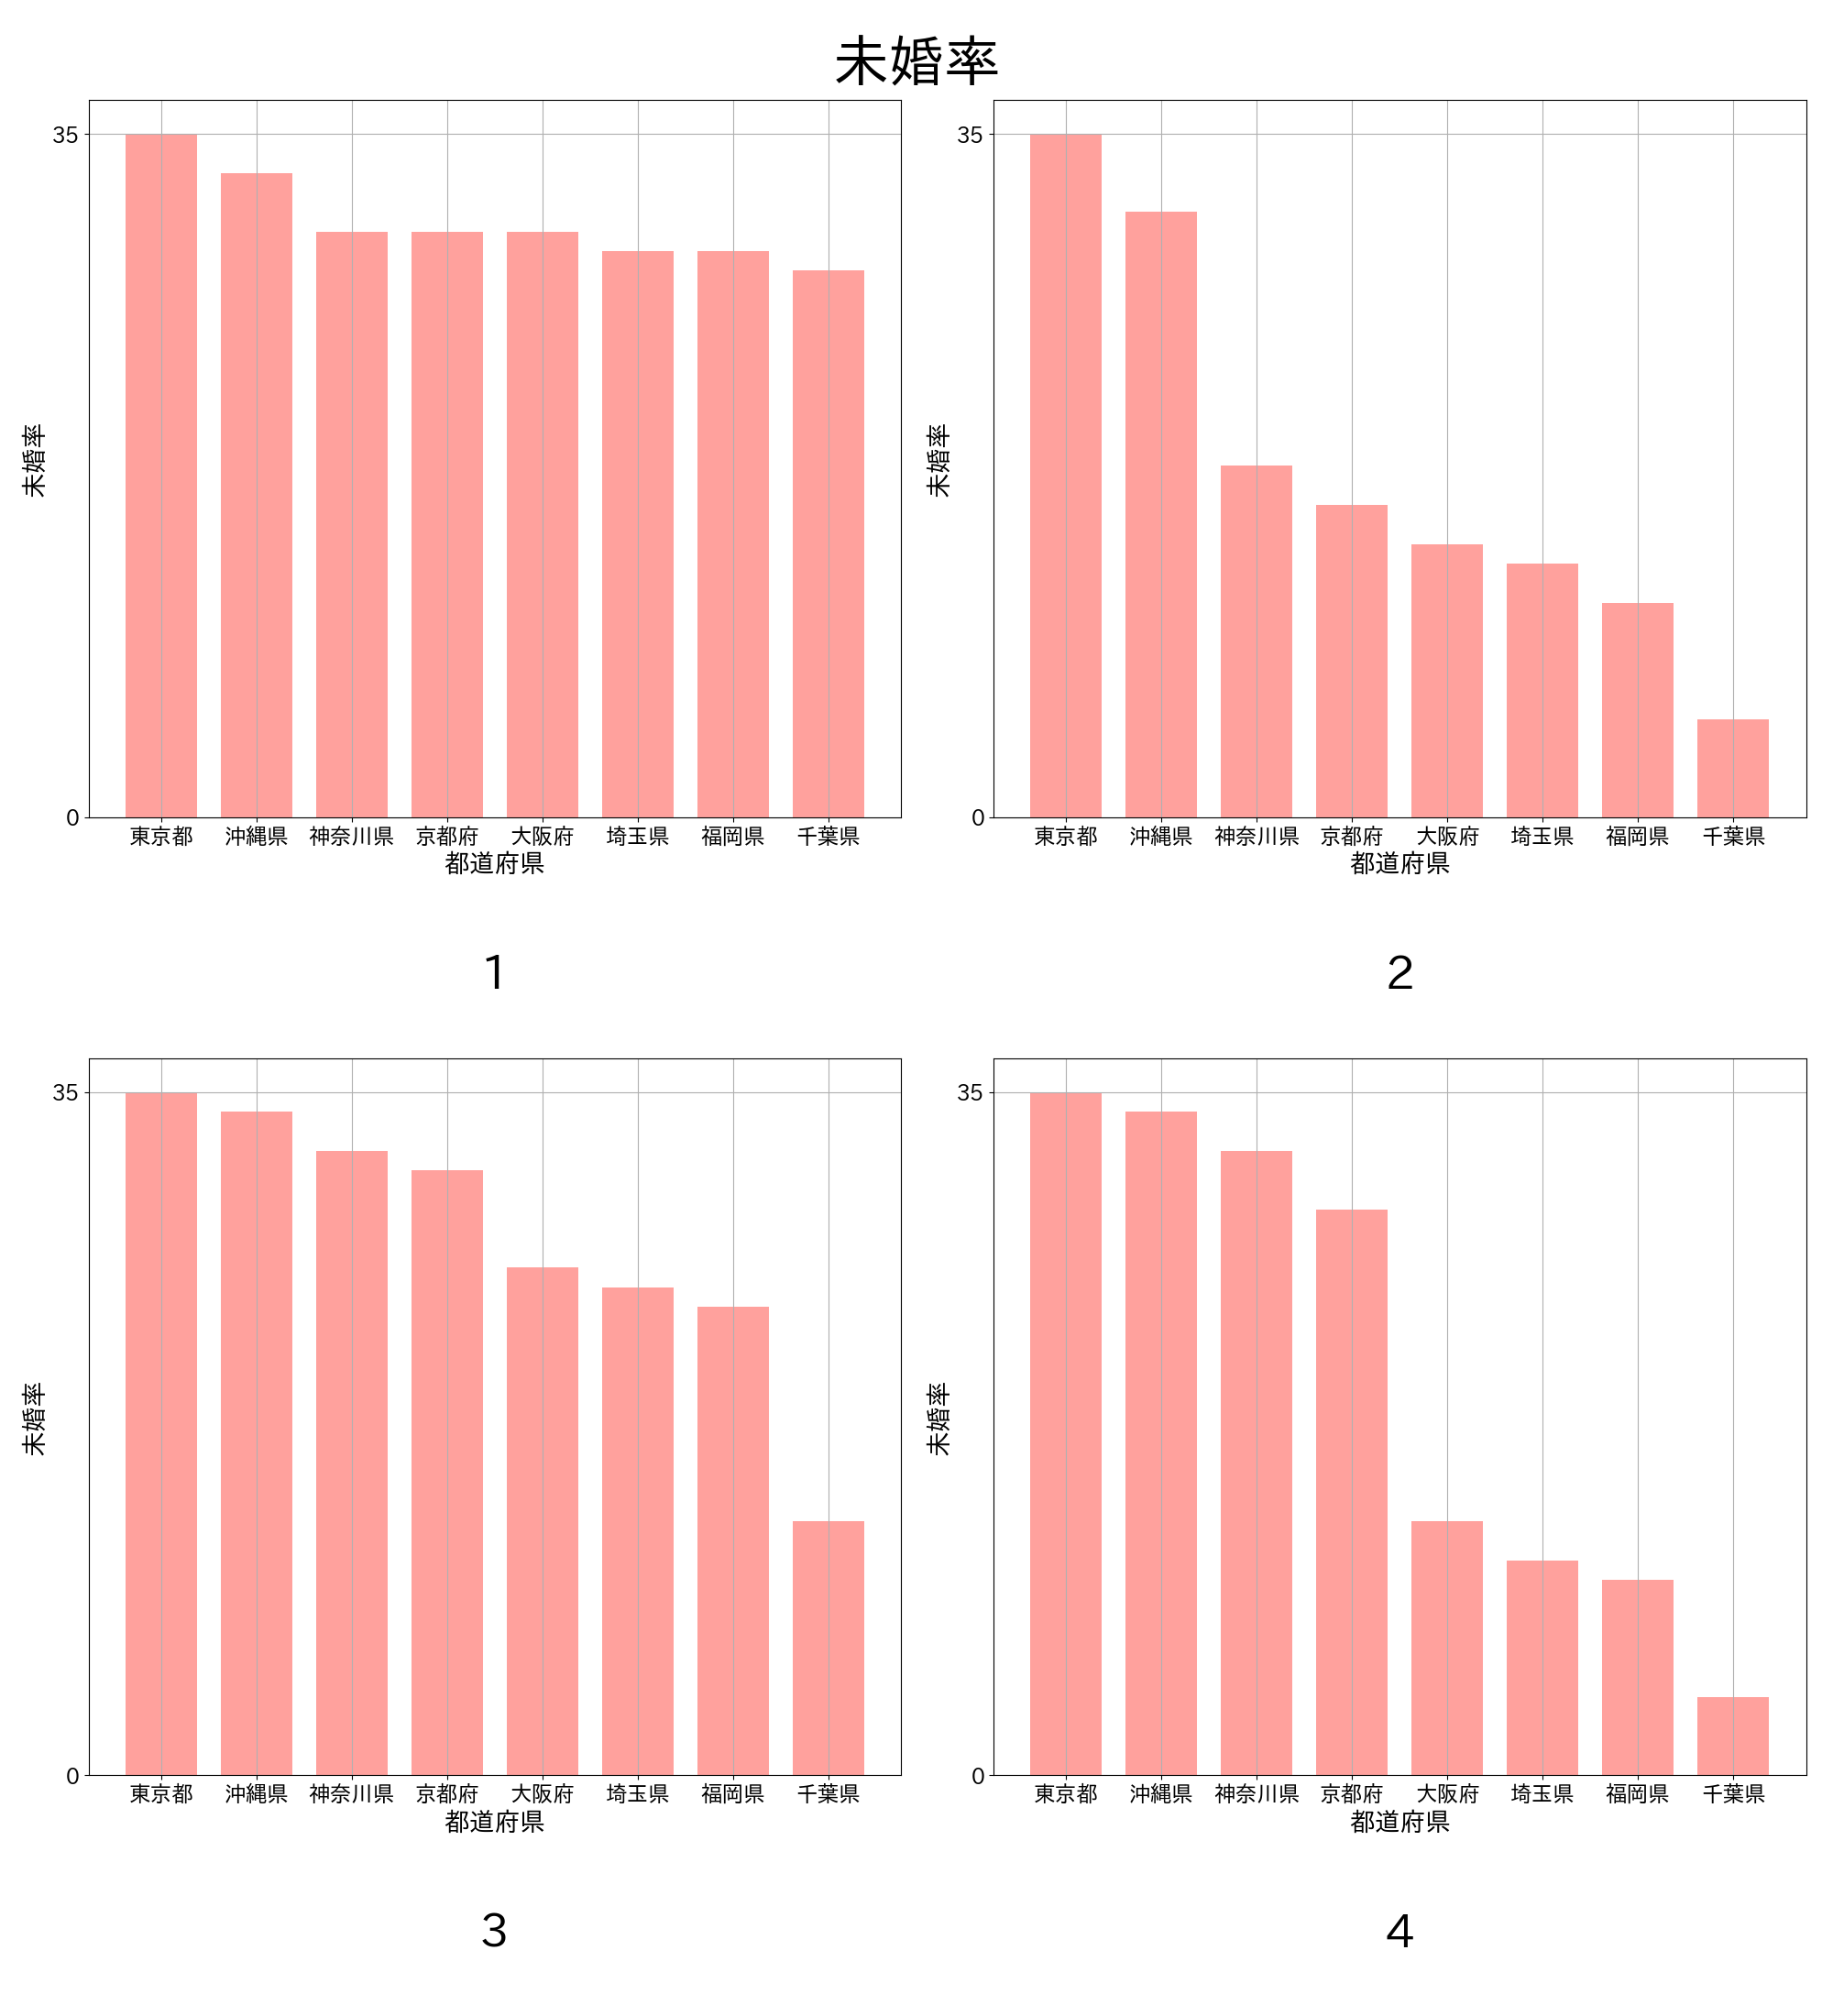 未婚率
35
0
未婚率
東京都 沖縄県 神奈川県 京都府 大阪府 埼玉県 福岡県 千葉県
都道府県
1
35
0
未婚率
東京都 沖縄県 神奈川県 京都府 大阪府 埼玉県 福岡県 千葉県
都道府県
2
35
0
未婚率
東京都 沖縄県 神奈川県 京都府 大阪府 埼玉県 福岡県 千葉県
都道府県
3
35
0
未婚率
東京都 沖縄県 神奈川県 京都府 大阪府 埼玉県 福岡県 千葉県
都道府県
4